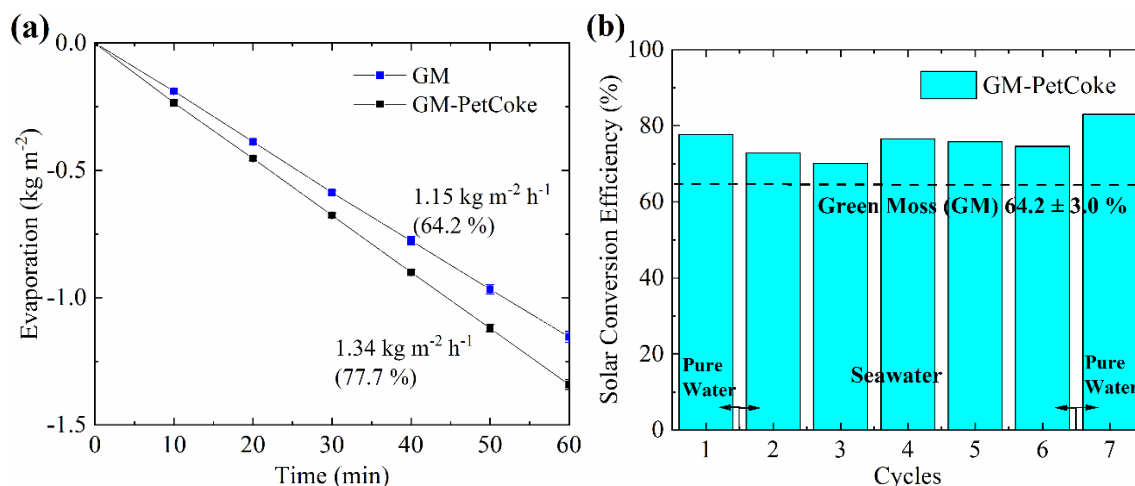 (a)
0.0
-0.5
-1.0
-1.5
Evaporation (kg m⁻²)
GM
GM-PetCoke
1.15 kg m⁻² h⁻¹
(64.2 %)
1.34 kg m⁻² h⁻¹
(77.7 %)
0 10 20 30 40 50 60
Time (min)
(b)
100
80
60
40
20
0
Solar Conversion Efficiency (%)
GM-PetCoke
Green Moss (GM) 64.2 ± 3.0 %
Pure
Water
Seawater
Pure
Water
1 2 3 4 5 6 7
Cycles